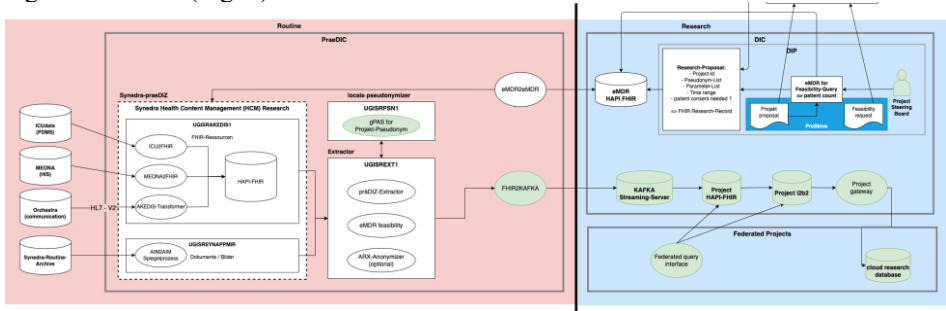 Routine
PraeDIC
Synedra-praeDIZ
Synedra Health Content Management (HCM) Research
UGISRAKEDIS1
FHIR-Ressourcen
ICU2FHIR
MEONA2FHIR
AKEDIS-Transformer
HAPI-FHIR
UGISRSYNAPPMIR
AIM2AIM
Spiegelprozess
Dokumente / Bilder
ICUdata
(PDMS)
MEONA
(HIS)
Orchestra
(communication)
HL7 - V2
Synedra-Routine-
Archive
locale pseudonymizer
UGISRPSN1
gPAS for
Projekt-Pseudonym
Extractor
UGISREXT1
präDIZ-Extractor
eMDR feasibility
ARX-Anonymizer
(optional)
eMDR2eMDR
FHIR2KAFKA
Research
DIC
DIP
eMDR
HAPI FHIR
Research-Proposal:
- Project-Id
- Pseudonym-List
- Parameter-List
- Time range
- patient consent needed ?
=> FHIR Research-Record
eMDR for
Feasibility-Query
=> patient count
Projekt
proposal
ProSkive
Feasibility
request
Project
Steering
Board
KAFKA
Streaming-Server
Project
HAPI-FHIR
Project i2b2
Project
gateway
Federated Projects
Federated query
interface
cloud research
database